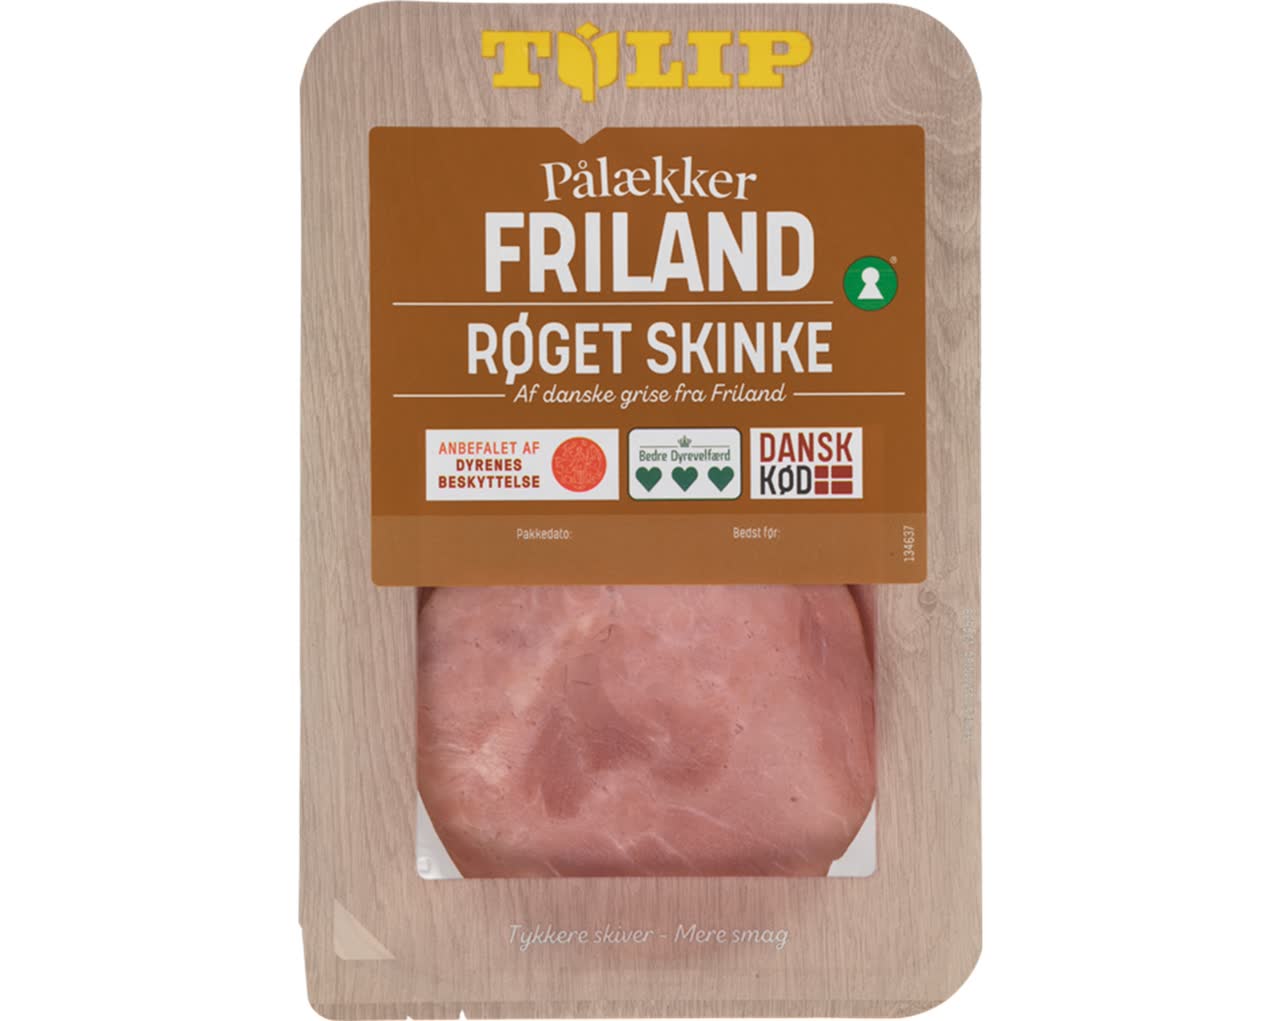 TULIP
Pålækker
FRILAND
®
RØGET SKINKE
Af danske grise fra Friland
ANBEFALET AF
DYRENES
BESKYTTELSE
Bedre Dyrevelfærd
DANSK
KØD
Pakkedato:
Bedst før:
134637
Tykkere skiver - Mere smag